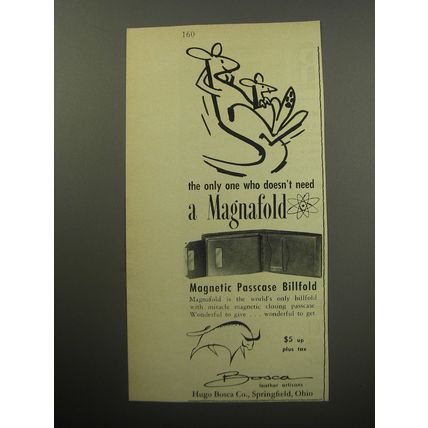 160
the only one who doesn't need
a Magnafold
Magnetic Passcase Billfold
Magnafold is the world's only billfold
with miracle magnetic closing passcase
Wonderful to give . . . wonderful to get
$5 up
plus tax
Bosca
leather artisans
Hugo Bosca Co., Springfield, Ohio